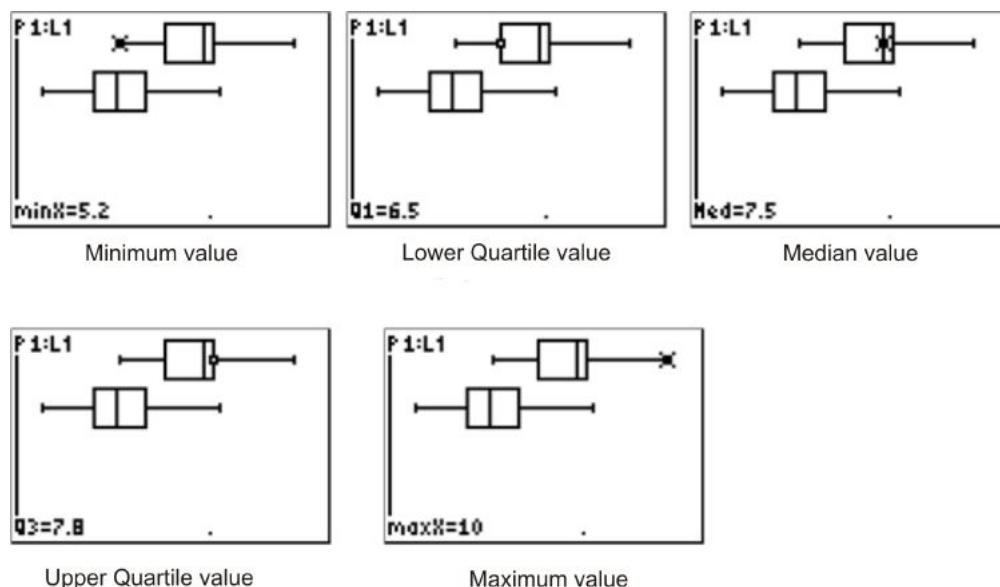 P1:L1
P1:L1
P1:L1
minX=5.2
Q1=6.5
Med=7.5
Minimum value
Lower Quartile value
Median value
P1:L1
P1:L1
Q3=7.8
maxX=10
Upper Quartile value
Maximum value